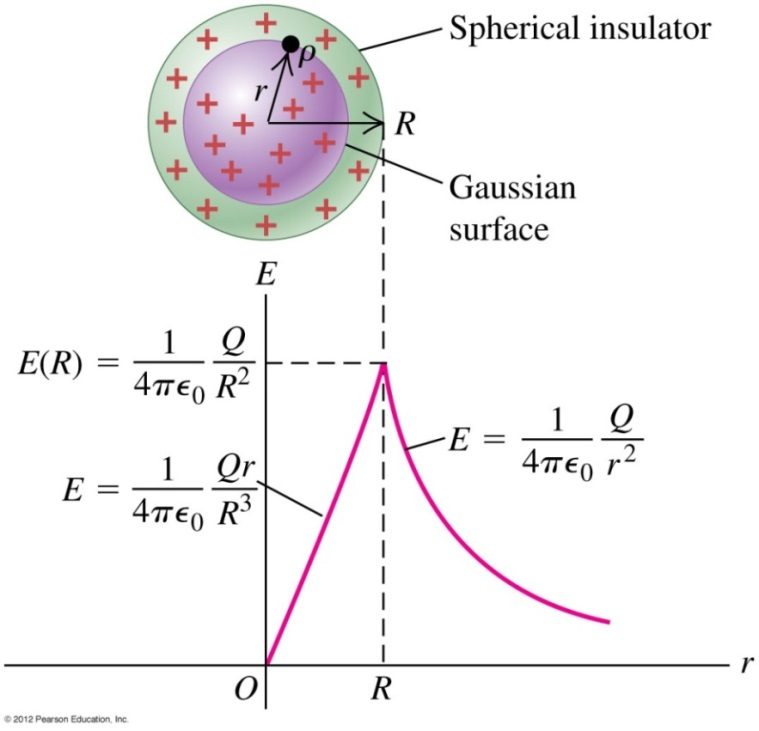 Spherical insulator
ρ
r
R
Gaussian
surface
E
E(R) = 1/4πϵ₀ Q/R²
E = 1/4πϵ₀ Q/r²
E = 1/4πϵ₀ Qr/R³
O
R
r
© 2012 Pearson Education, Inc.